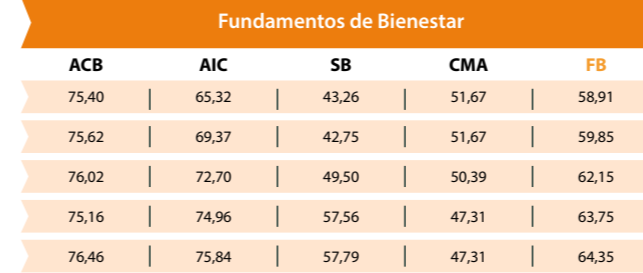 Fundamentos de Bienestar
ACB AIC SB CMA FB
75,40 | 65,32 | 43,26 | 51,67 | 58,91
75,62 | 69,37 | 42,75 | 51,67 | 59,85
76,02 | 72,70 | 49,50 | 50,39 | 62,15
75,16 | 74,96 | 57,56 | 47,31 | 63,75
76,46 | 75,84 | 57,79 | 47,31 | 64,35